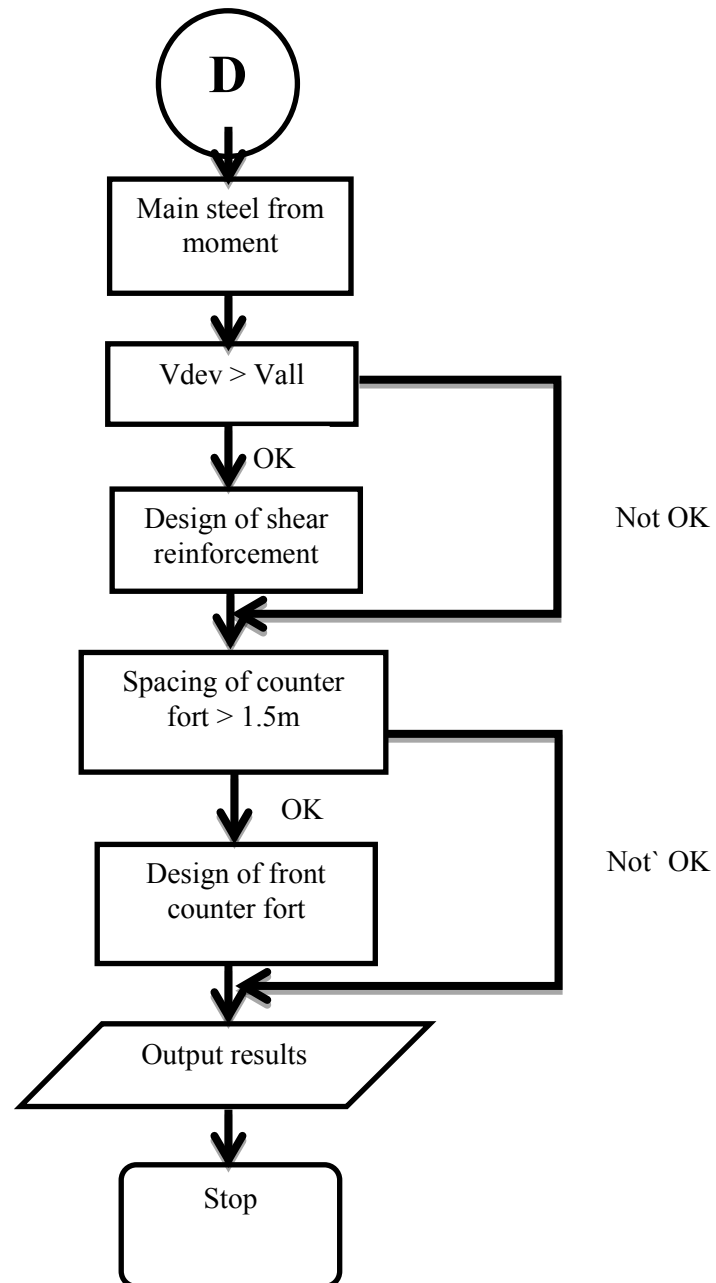 D
Main steel from
moment
Vdev > Vall
OK
Design of shear
reinforcement
Not OK
Spacing of counter
fort > 1.5m
OK
Design of front
counter fort
Not` OK
Output results
Stop